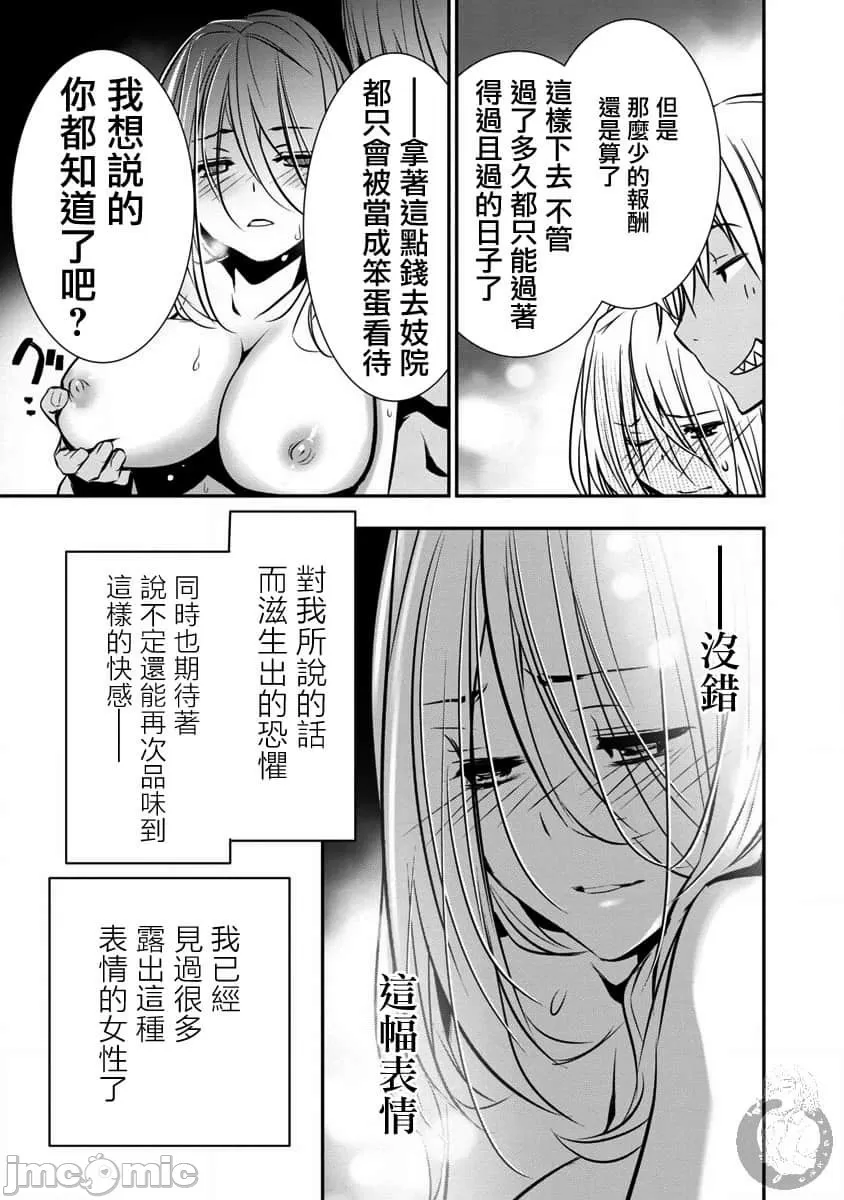 但是
那麼少的報酬
還是算了
這樣下去 不管
過了多久都只能過著
得過且過的日子了
——拿著這點錢去妓院
都只會被當成笨蛋看待
我想說的
你都知道了吧？
グッ
——沒錯
這幅表情
對我所說的話
而滋生出的恐懼
同時也期待著
說不定還能再次品味到
這樣的快感——
我已經
見過很多
露出這種
表情的女性了
jmcomic